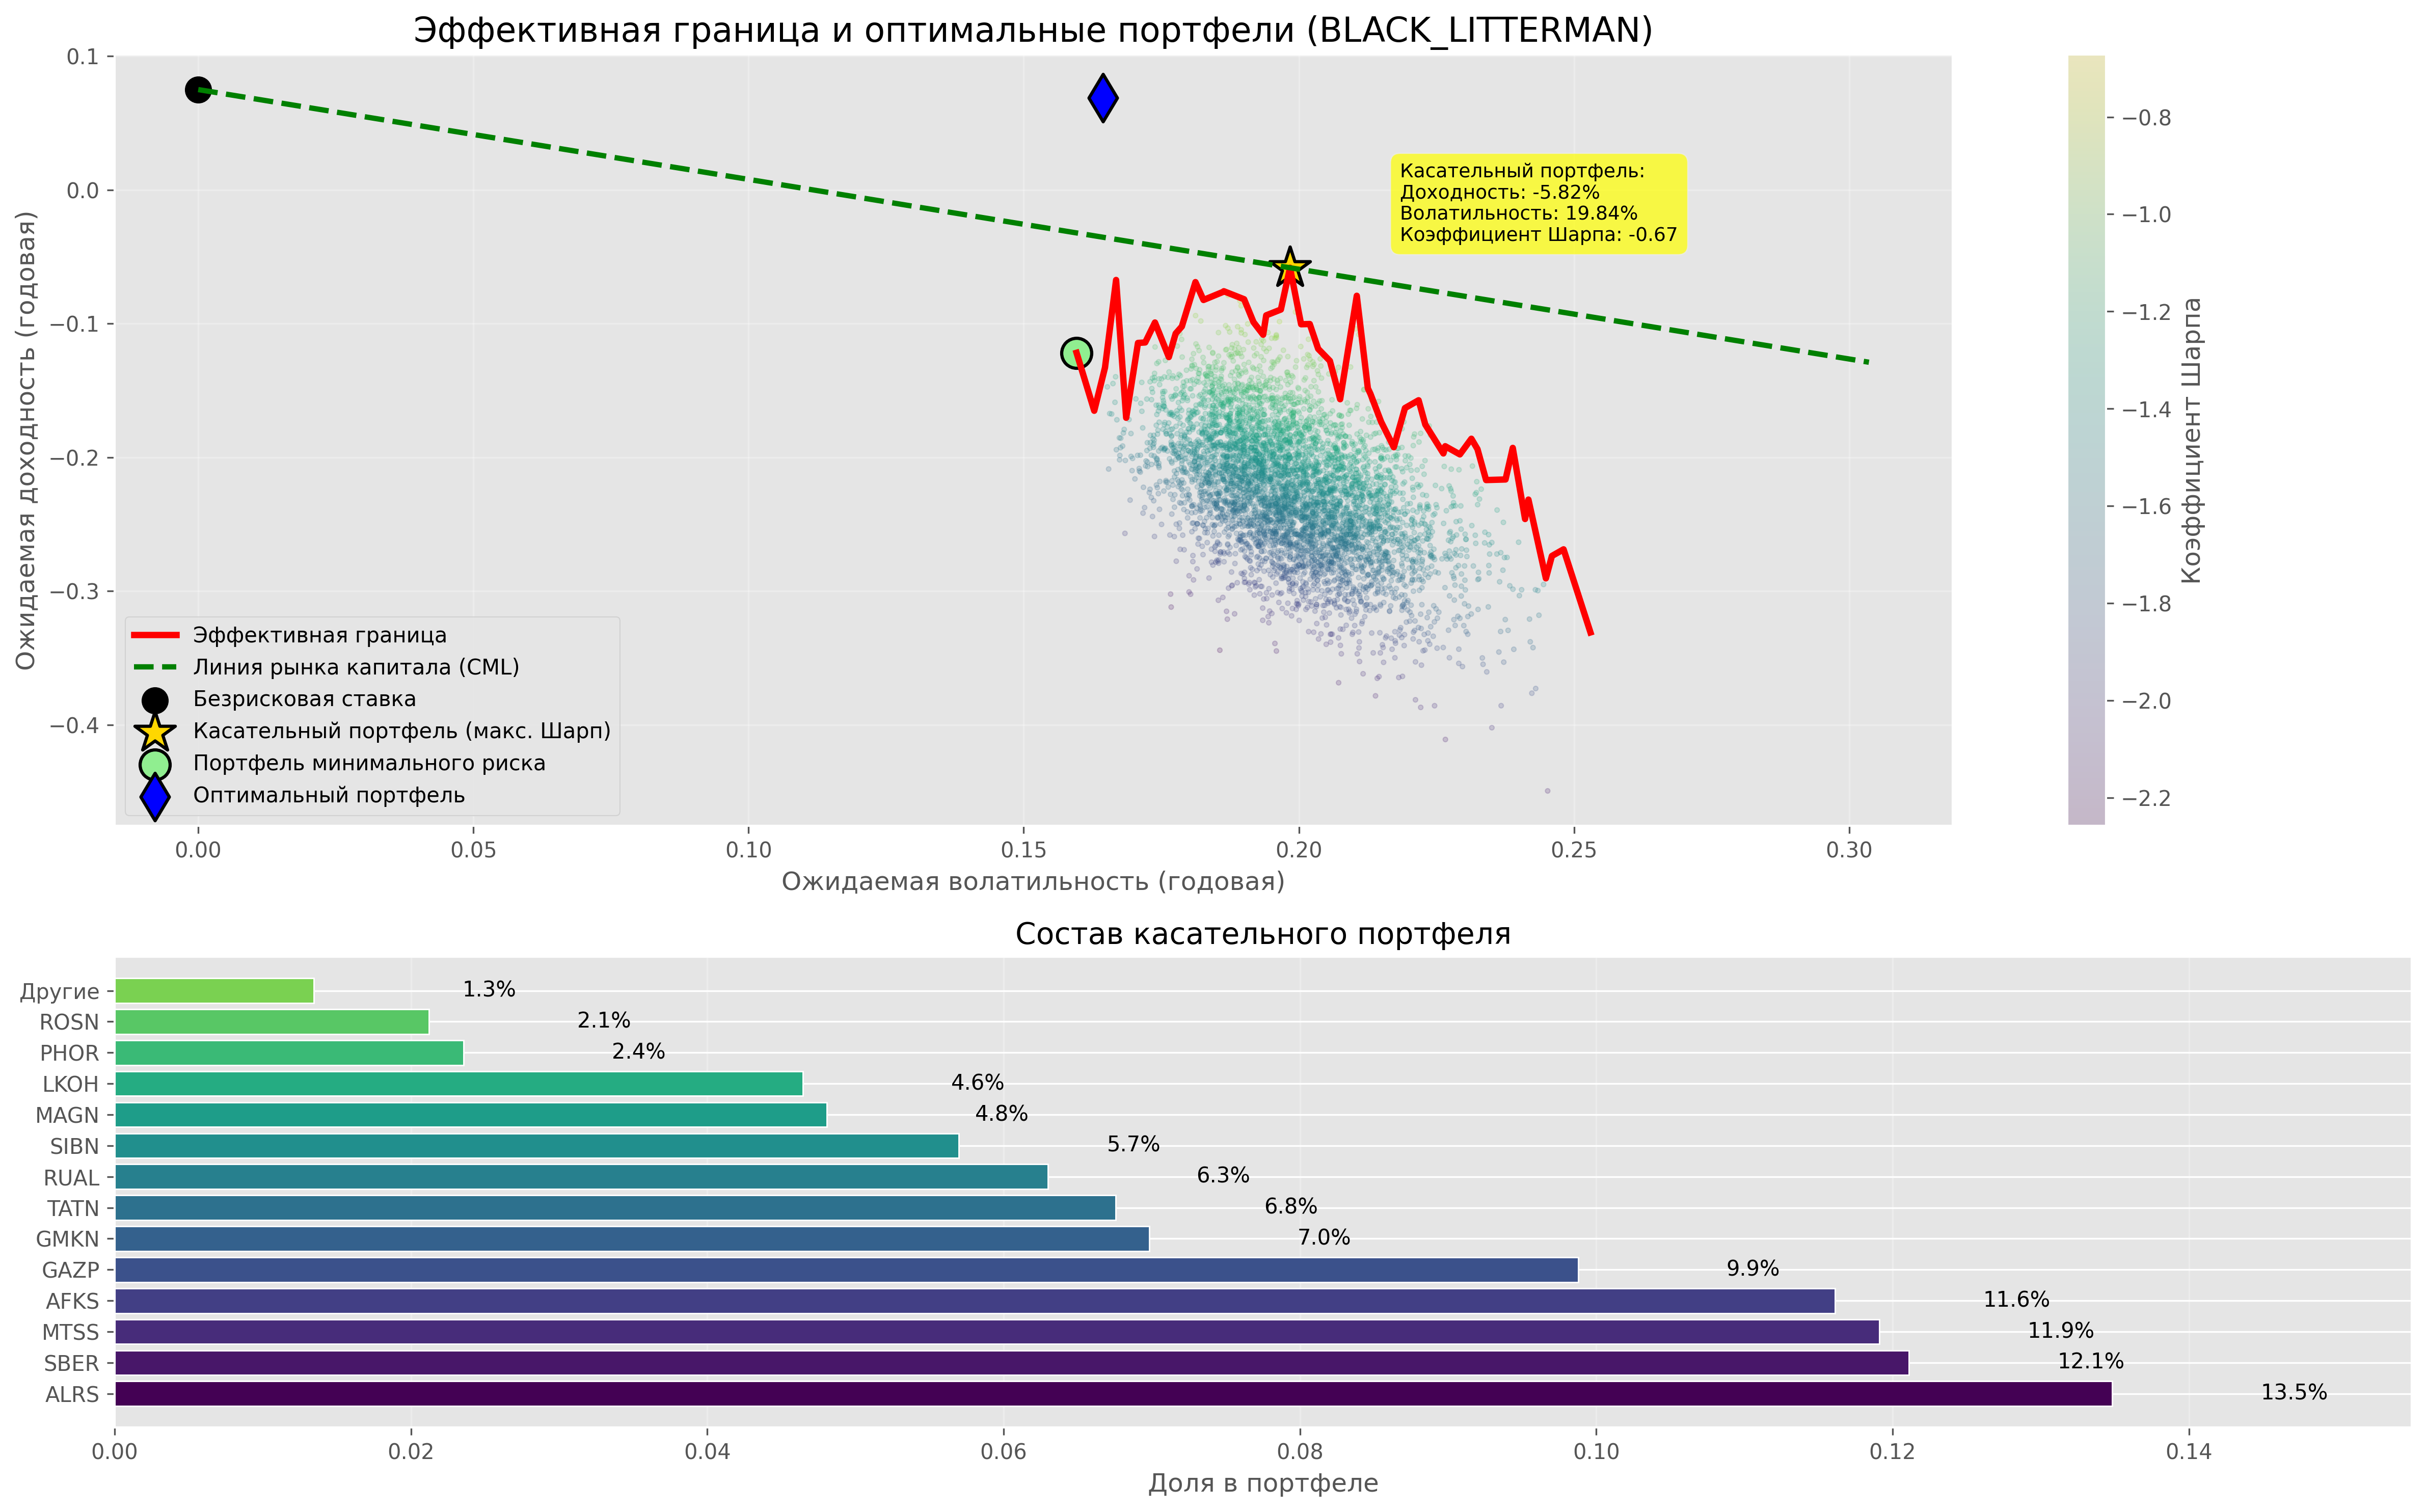 Эффективная граница и оптимальные портфели (BLACK_LITTERMAN)
Ожидаемая доходность (годовая)
0.1
0.0
−0.1
−0.2
−0.3
−0.4
Касательный портфель:
Доходность: -5.82%
Волатильность: 19.84%
Коэффициент Шарпа: -0.67
Эффективная граница
Линия рынка капитала (CML)
Безрисковая ставка
Касательный портфель (макс. Шарп)
Портфель минимального риска
Оптимальный портфель
0.00 0.05 0.10 0.15 0.20 0.25 0.30
Ожидаемая волатильность (годовая)
−0.8
−1.0
−1.2
−1.4
−1.6
−1.8
−2.0
−2.2
Коэффициент Шарпа
Состав касательного портфеля
Другие 1.3%
ROSN 2.1%
PHOR 2.4%
LKOH 4.6%
MAGN 4.8%
SIBN 5.7%
RUAL 6.3%
TATN 6.8%
GMKN 7.0%
GAZP 9.9%
AFKS 11.6%
MTSS 11.9%
SBER 12.1%
ALRS 13.5%
0.00 0.02 0.04 0.06 0.08 0.10 0.12 0.14
Доля в портфеле